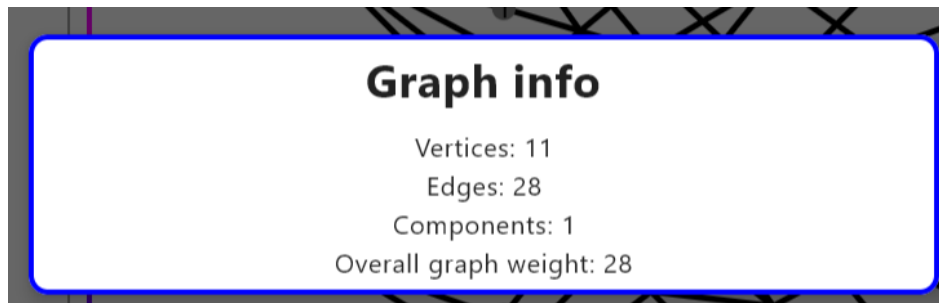 Graph info
Vertices: 11
Edges: 28
Components: 1
Overall graph weight: 28